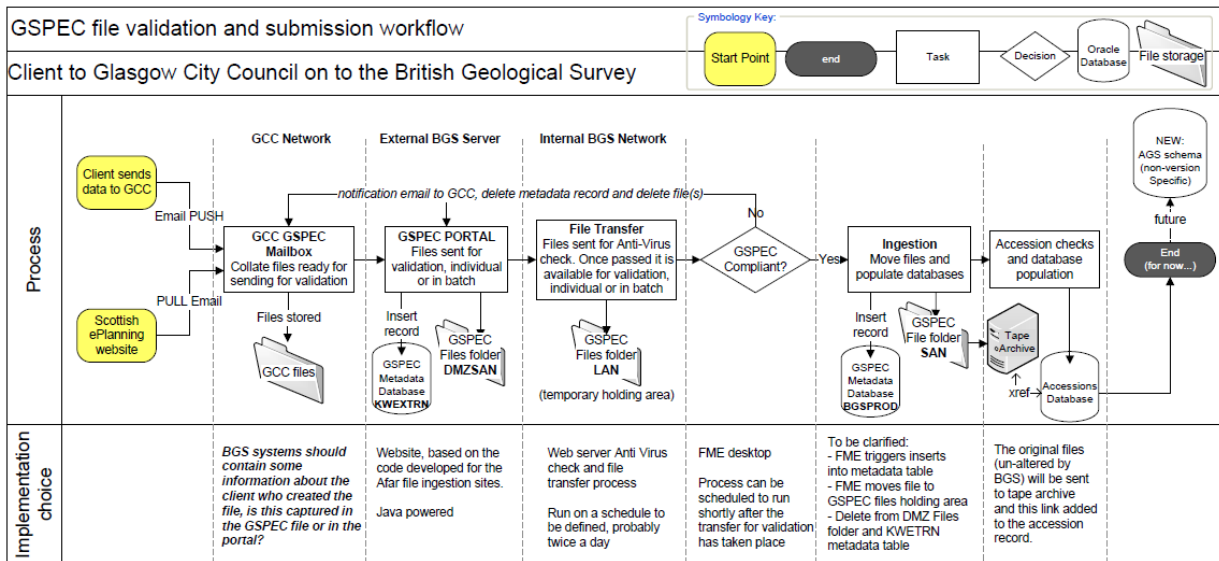 GSPEC file validation and submission workflow
Client to Glasgow City Council on to the British Geological Survey
Symbology Key:
Start Point
end
Task
Decision
Oracle
Database
File storage
Process
GCC Network
External BGS Server
Internal BGS Network
Client sends
data to GCC
Email PUSH
PULL Email
Scottish
ePlanning
website
notification email to GCC, delete metadata record and delete file(s)
GCC GSPEC
Mailbox
Collate files ready for
sending for validation
Files stored
GCC files
GSPEC PORTAL
Files sent for
validation, individual
or in batch
Insert
record
GSPEC
Metadata
Database
KWEXTRN
GSPEC
Files folder
DMZSAN
File Transfer
Files sent for Anti-Virus
check. Once passed it is
available for validation,
individual or in batch
GSPEC
Files folder
LAN
(temporary holding area)
No
GSPEC
Compliant?
Yes
Ingestion
Move files and
populate databases
Insert
record
GSPEC
Metadata
Database
BGSPROD
GSPEC
File folder
SAN
Accession checks
and database
population
Tape
Archive
xref
Accessions
Database
NEW:
AGS schema
(non-version
Specific)
future
End
(for now...)
Implementation
choice
BGS systems should
contain some
information about the
client who created the
file, is this captured in
the GSPEC file or in the
portal?
Website, based on the
code developed for the
Afar file ingestion sites.
Java powered
Web server Anti Virus
check and file
transfer process
Run on a schedule to
be defined, probably
twice a day
FME desktop
Process can be
scheduled to run
shortly after the
transfer for validation
has taken place
To be clarified:
- FME triggers inserts
into metadata table
- FME moves file to
GSPEC files holding area
- Delete from DMZ Files
folder and KWETRN
metadata table
The original files
(un-altered by
BGS) will be sent
to tape archive
and this link added
to the accession
record.